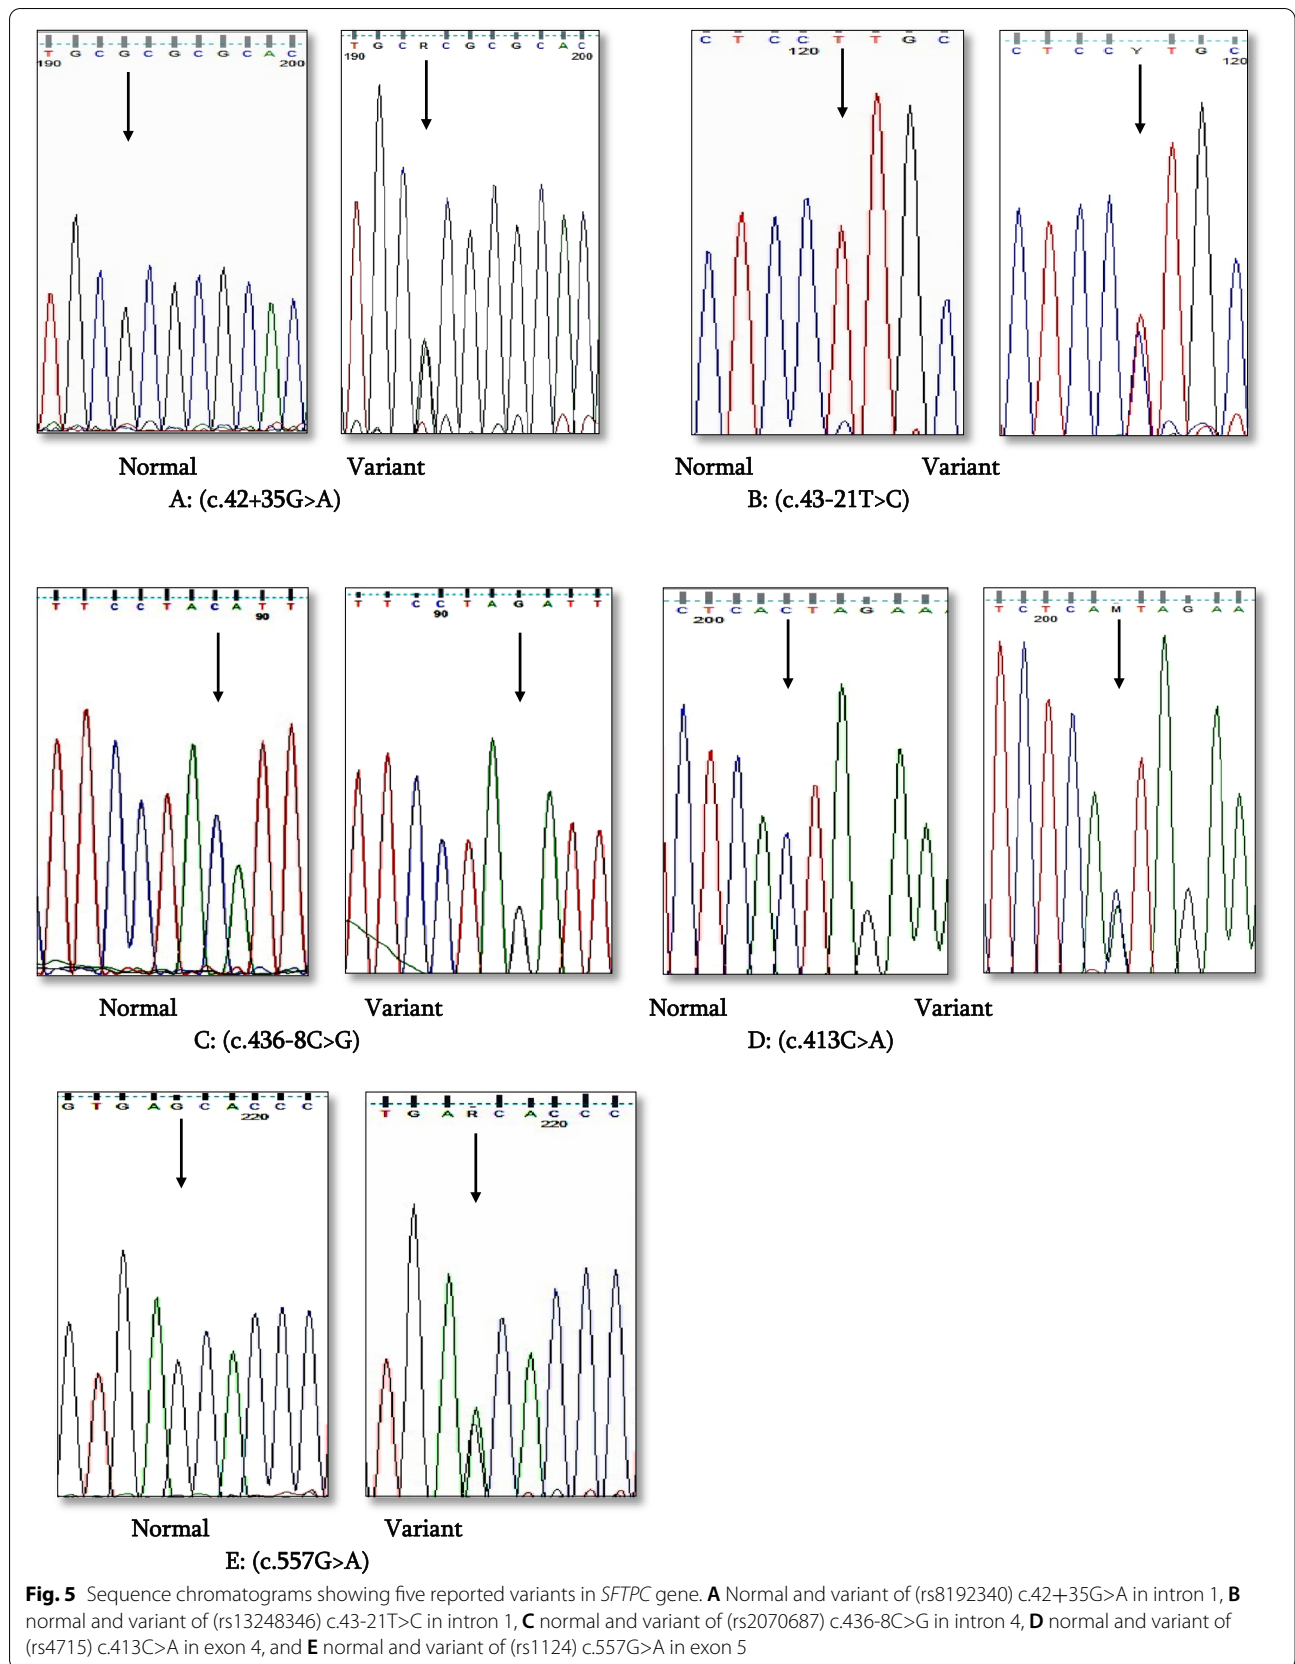 T G C G C G C G C A C
190 200
T G C R C G C G C A C
190 200
C T C C T T G C
120
C T C C Y T G C
120
Normal Variant
A: (c.42+35G>A)
Normal Variant
B: (c.43-21T>C)
T T C C T A C A T T
90
T T C C T A G A T T
90
C T C A C T A G A A A
200
T C T C A M T A G A A
200
Normal Variant
C: (c.436-8C>G)
Normal Variant
D: (c.413C>A)
G T G A G C A C C C
220
T G A R C A C C C
220
Normal Variant
E: (c.557G>A)
Fig. 5 Sequence chromatograms showing five reported variants in SFTPC gene. A Normal and variant of (rs8192340) c.42+35G>A in intron 1, B
normal and variant of (rs13248346) c.43-21T>C in intron 1, C normal and variant of (rs2070687) c.436-8C>G in intron 4, D normal and variant of
(rs4715) c.413C>A in exon 4, and E normal and variant of (rs1124) c.557G>A in exon 5